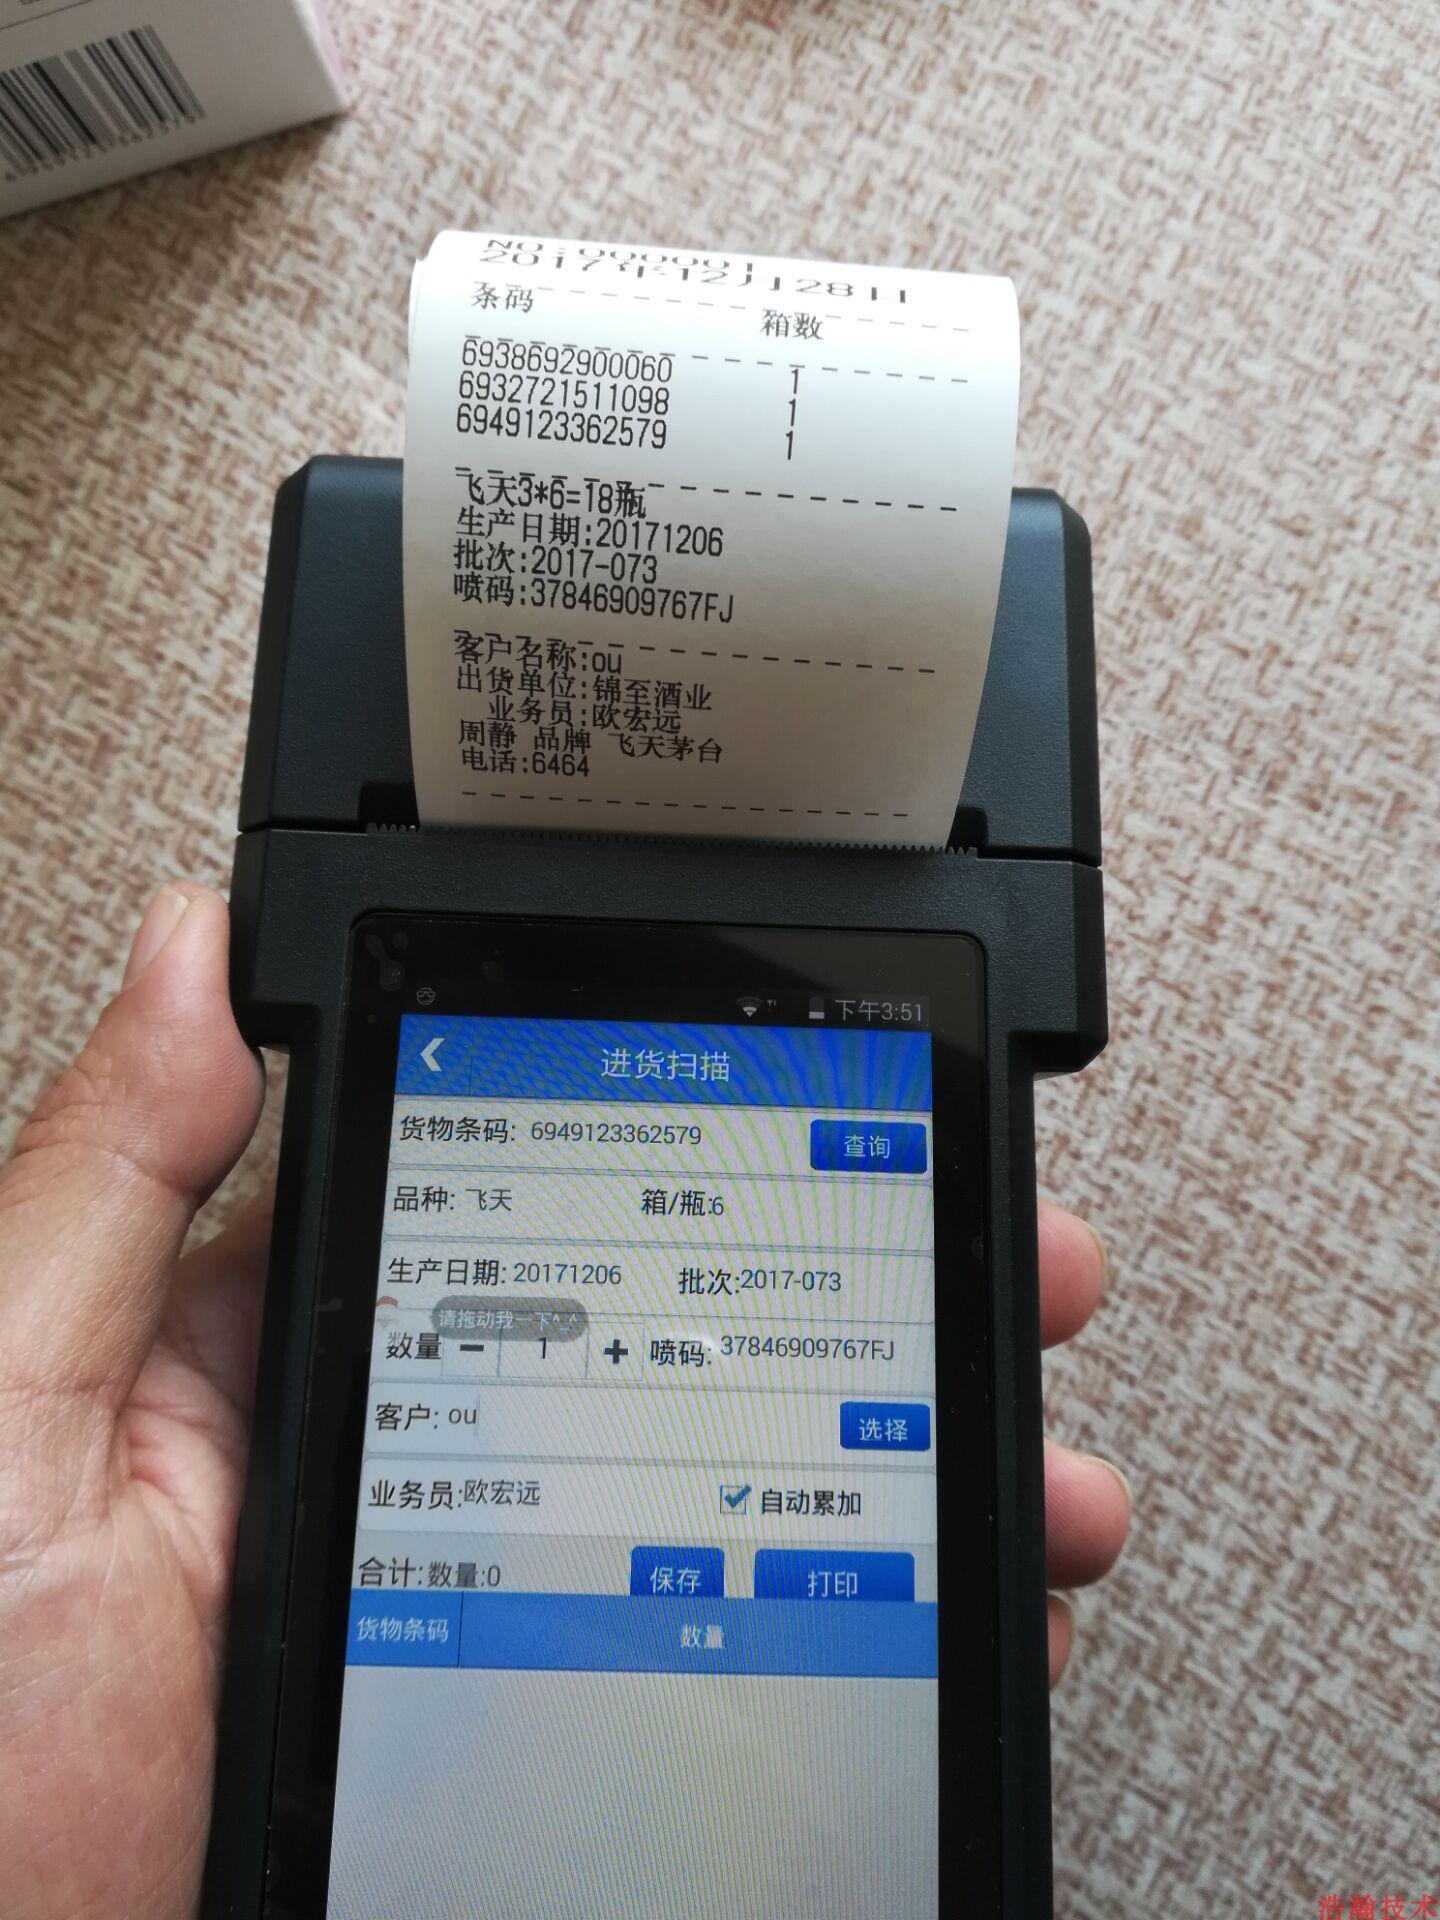 NO:000001
2017年12月28日
条码 箱数
6938692900060 1
6932721511098 1
6949123362579 1
飞天3*6=18瓶
生产日期:20171206
批次:2017-073
喷码:37846909767FJ
客户名称:ou
出货单位:锦至酒业
业务员:欧宏远
周静 品牌 飞天茅台
电话:6464
下午3:51
进货扫描
货物条码: 6949123362579 查询
品种: 飞天 箱/瓶:6
生产日期:20171206 批次:2017-073
请拖动我一下^_^
数量 − 1 + 喷码: 37846909767FJ
客户: ou 选择
业务员:欧宏远 自动累加
合计:数量:0 保存 打印
货物条码 数量
浩瀚技术